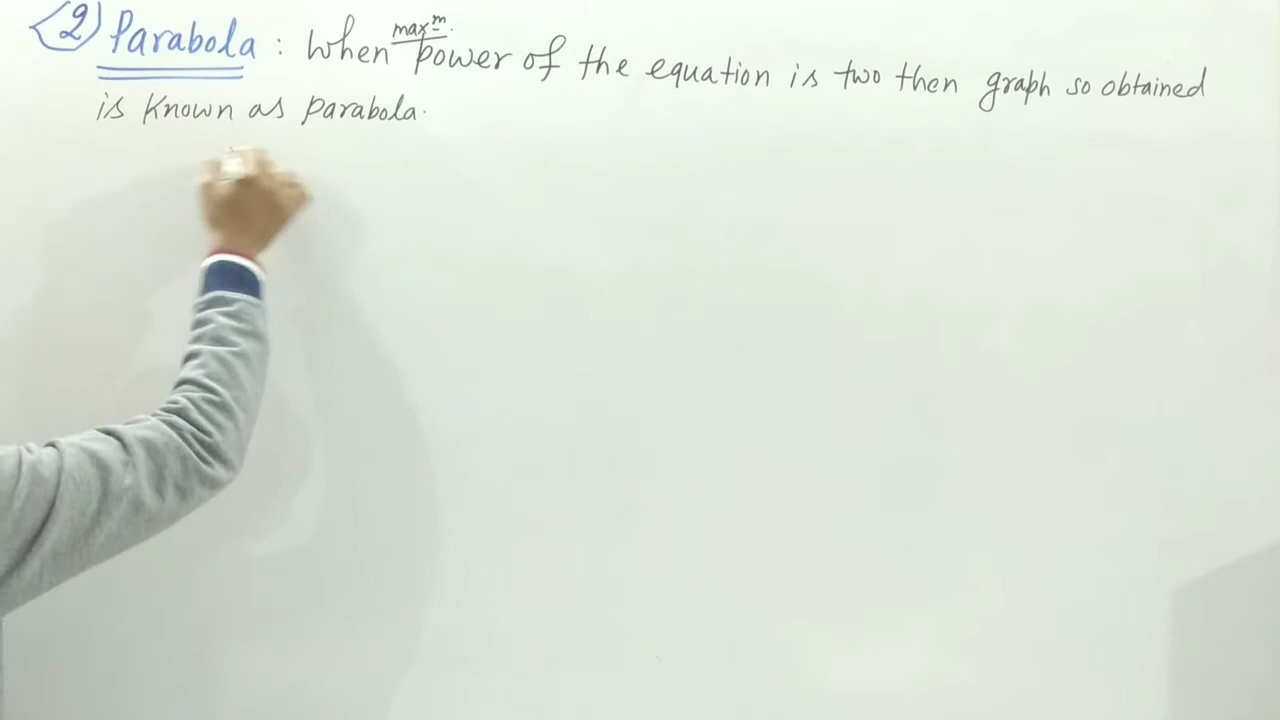 (2) Parabola : When maxᵐ. power of the equation is two then graph so obtained
is known as parabola.